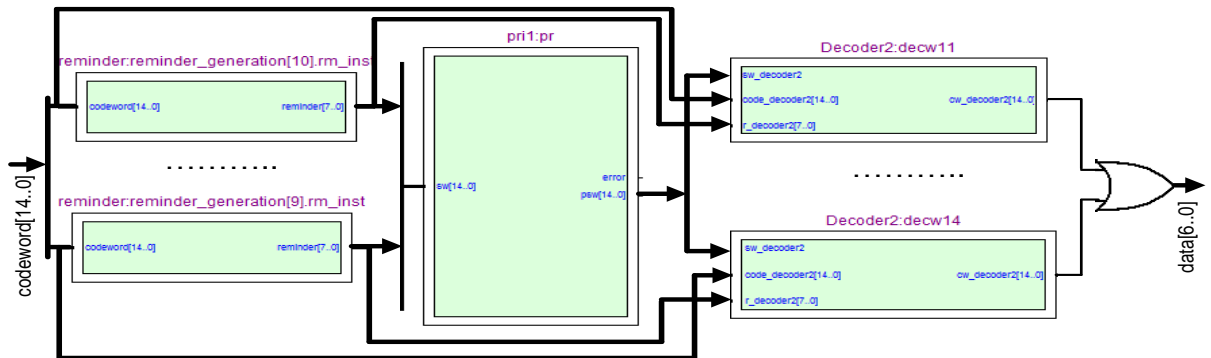 reminder:reminder_generation[10].rm_inst
codeword[14..0]
reminder[7..0]
...........
reminder:reminder_generation[9].rm_inst
codeword[14..0]
reminder[7..0]
codeword[14..0]
pri1:pr
sw[14..0]
error
psw[14..0]
Decoder2:decw11
sw_decoder2
code_decoder2[14..0]
cw_decoder2[14..0]
r_decoder2[7..0]
...........
Decoder2:decw14
sw_decoder2
code_decoder2[14..0]
cw_decoder2[14..0]
r_decoder2[7..0]
data[6..0]